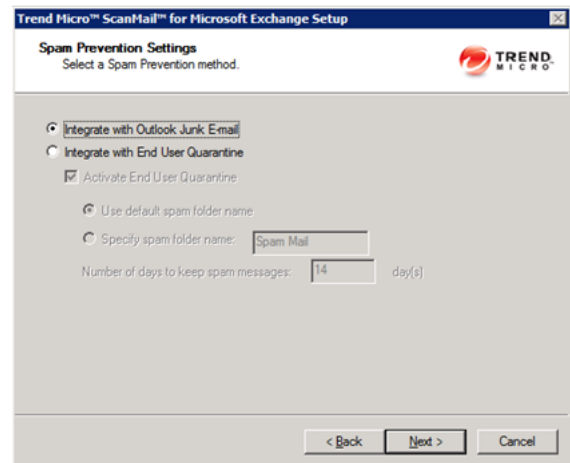 Trend Micro™ ScanMail™ for Microsoft Exchange Setup
Spam Prevention Settings
Select a Spam Prevention method.
TREND
MICRO
Integrate with Outlook Junk E-mail
Integrate with End User Quarantine
Activate End User Quarantine
Use default spam folder name
Specify spam folder name: Spam Mail
Number of days to keep spam messages: 14 day(s)
< Back Next > Cancel